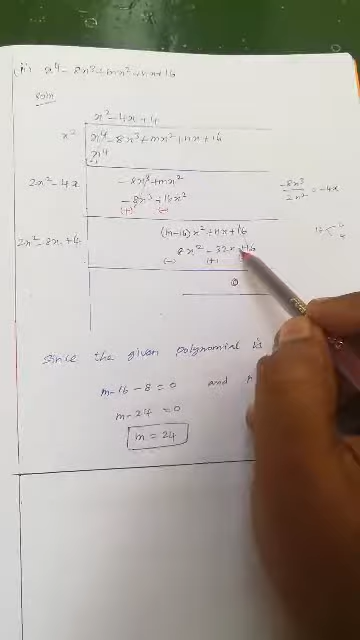 (ii) x⁴ - 8x³ + mx² + nx + 16
Soln
x² - 4x + 4
x² x⁴ - 8x³ + mx² + nx + 16
x⁴
2x² - 4x -8x³ + mx²
-8x³ + 16x²
(+) (-)
-8x³/2x² = -4x
2x² - 8x + 4 (m-16)x² + nx + 16
8x² - 32x + 16
(-) (+)
0
Since the given polynomial is
m - 16 - 8 = 0 and
m - 24 = 0
m = 24